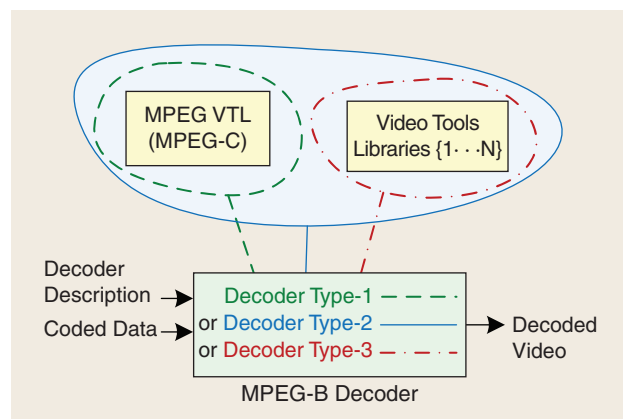 MPEG VTL
(MPEG-C)
Video Tools
Libraries {1···N}
Decoder
Description
Coded Data
Decoder Type-1
or Decoder Type-2
or Decoder Type-3
Decoded
Video
MPEG-B Decoder